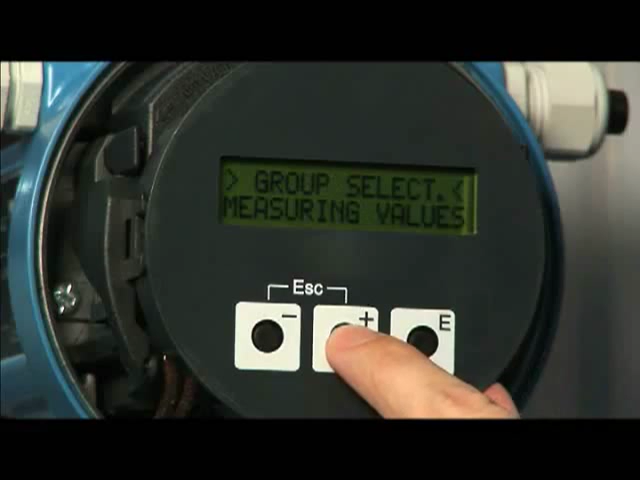 > GROUP SELECT. <
MEASURING VALUES
Esc
- + E